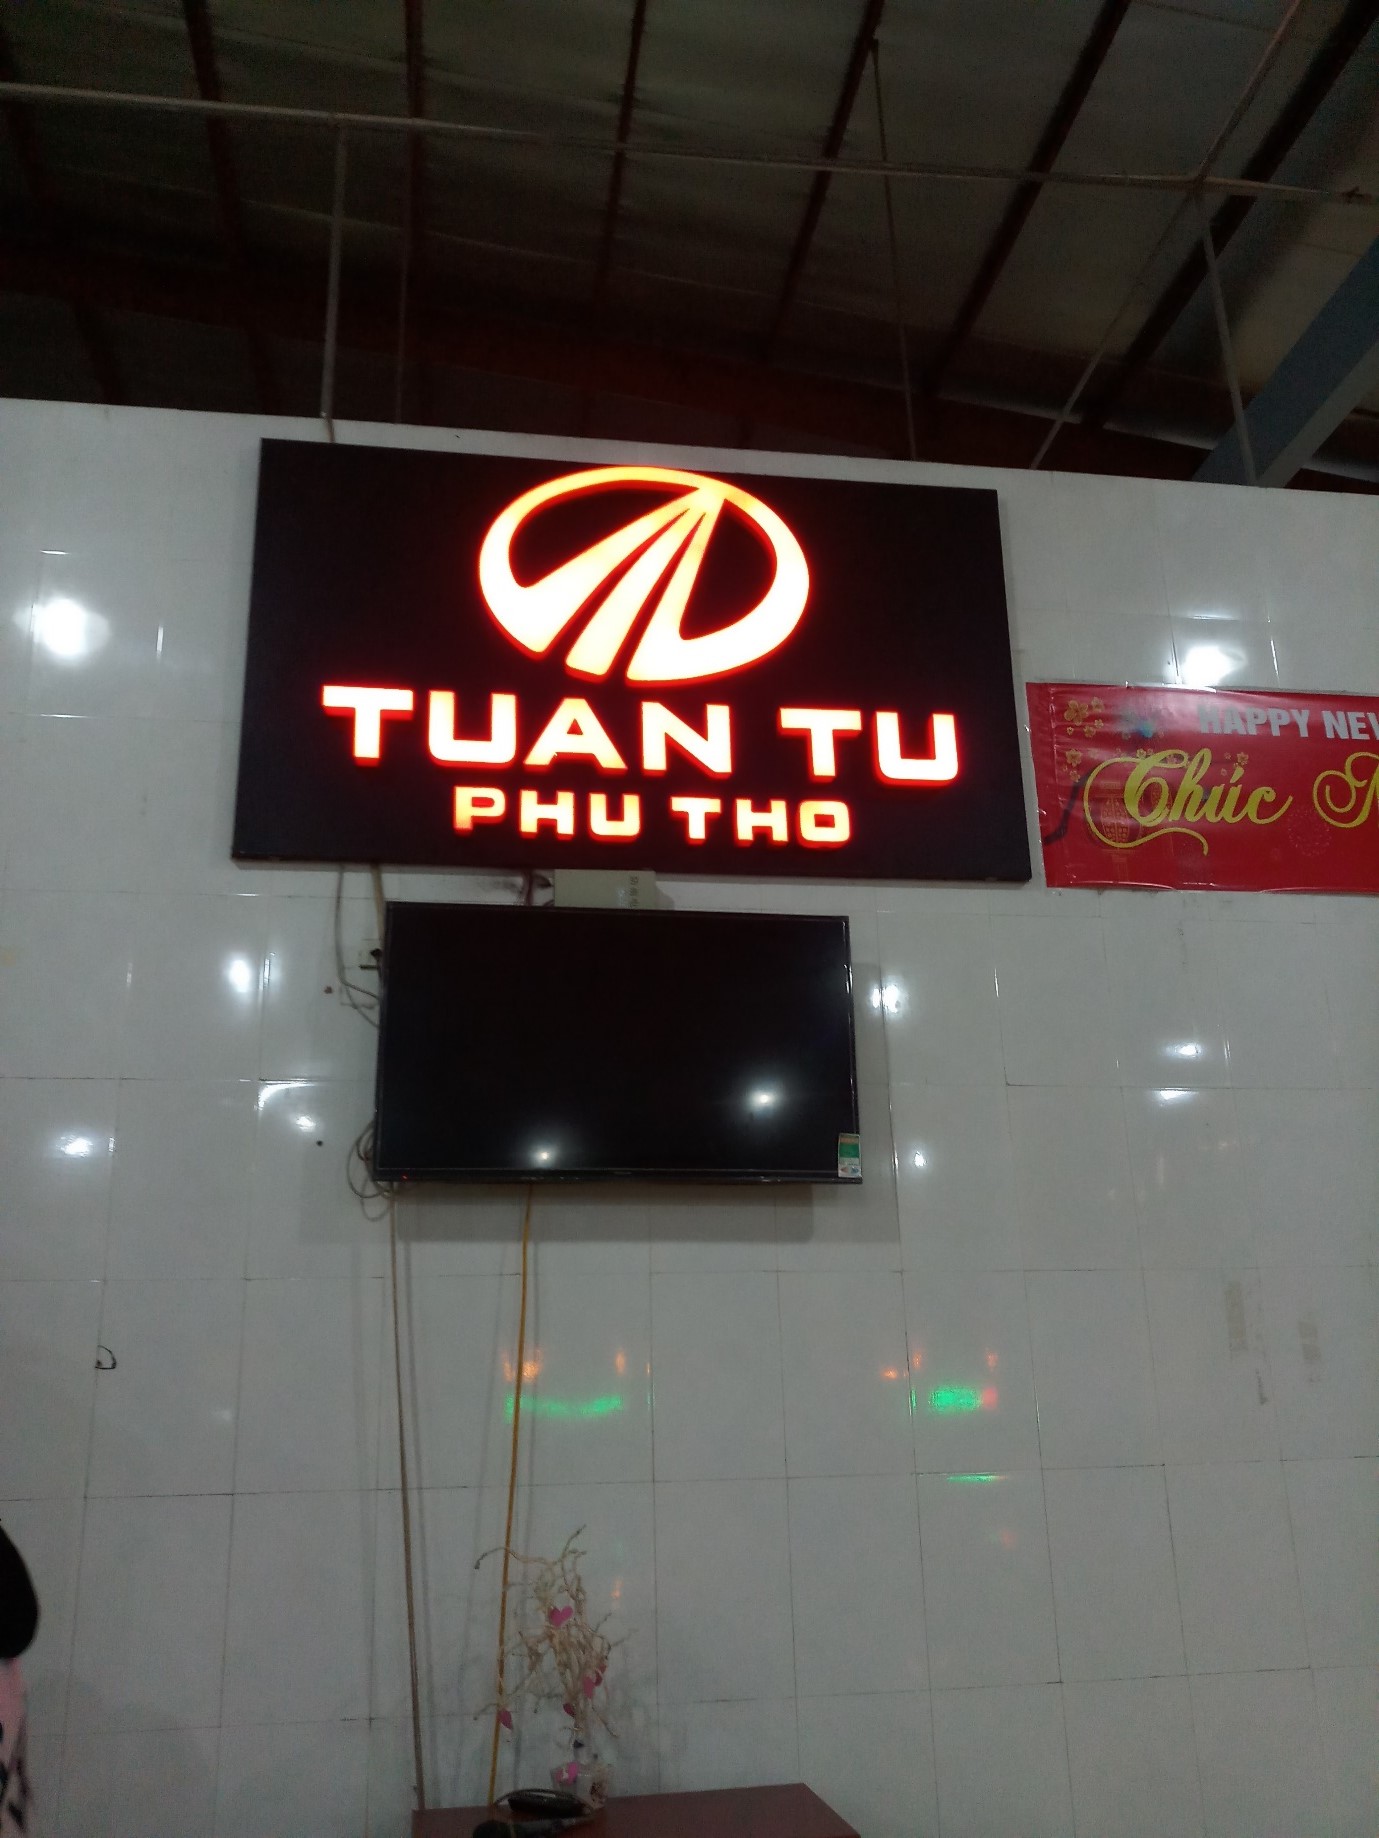 TUAN TU
PHU THO
HAPPY NEW
Chúc